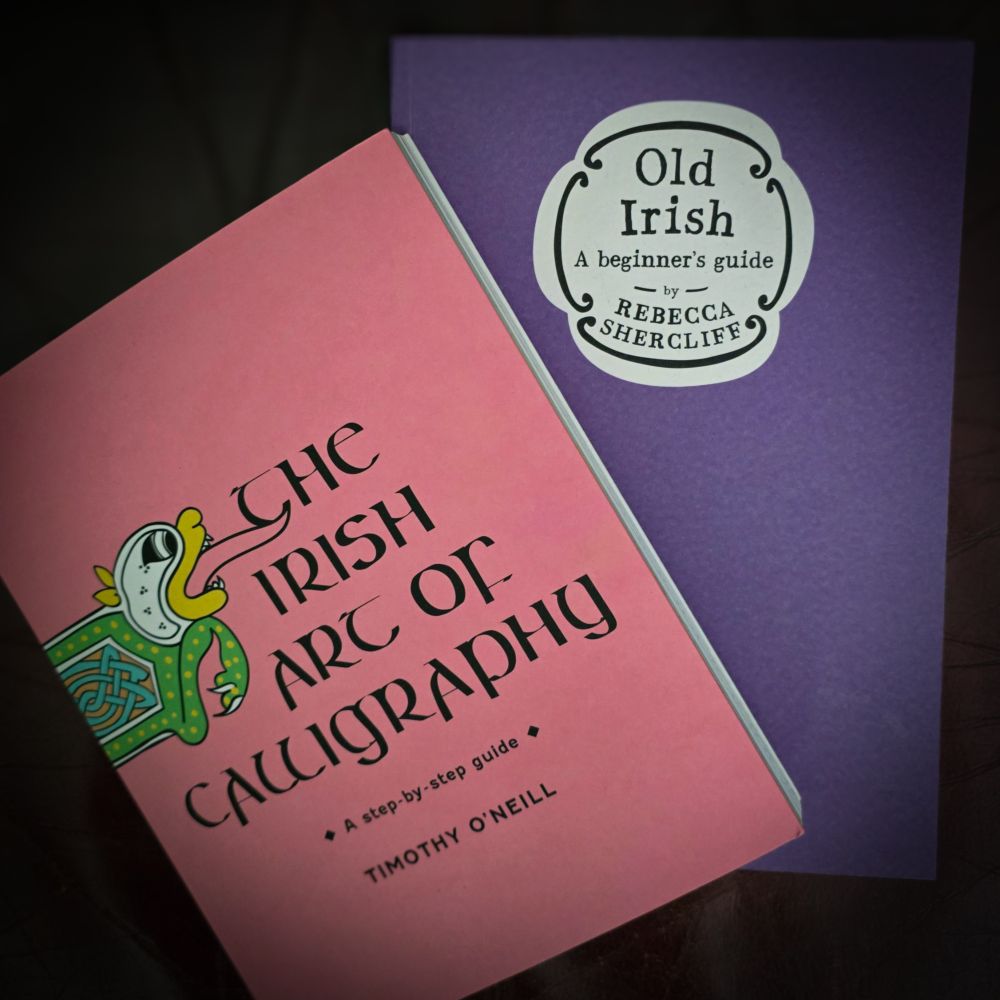 Old
Irish
A beginner's guide
by
REBECCA
SHERCLIFF
THE
IRISH
ART OF
CALLIGRAPHY
A step-by-step guide
TIMOTHY O'NEILL